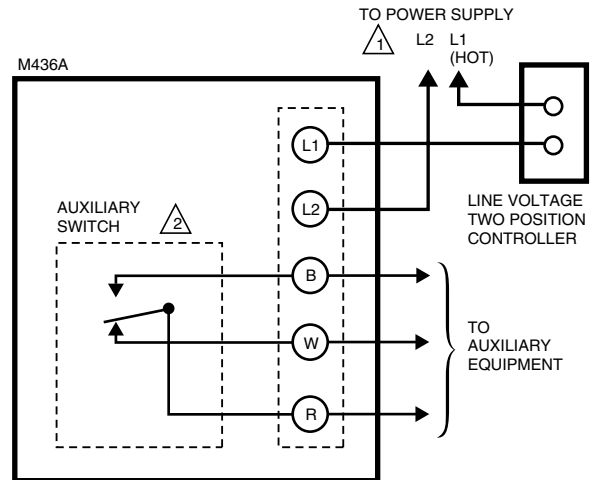 TO POWER SUPPLY
1
L2 L1
(HOT)
M436A
L1
L2
LINE VOLTAGE
TWO POSITION
CONTROLLER
AUXILIARY
SWITCH
2
B
W
R
TO
AUXILIARY
EQUIPMENT